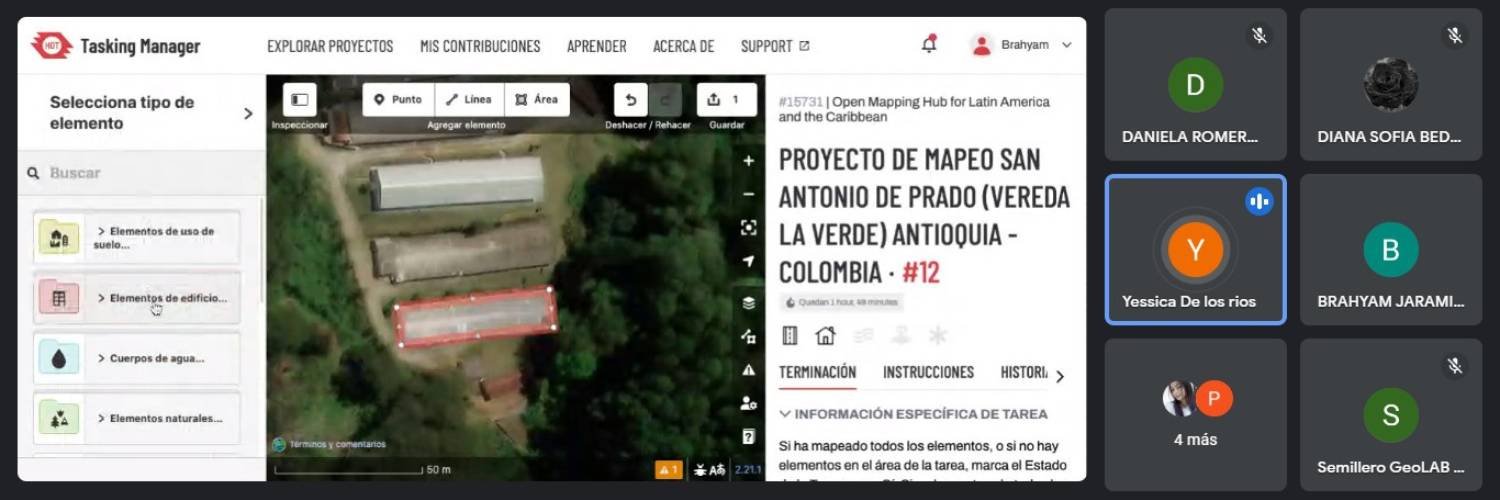 HOT Tasking Manager
EXPLORAR PROYECTOS
MIS CONTRIBUCIONES
APRENDER
ACERCA DE
SUPPORT
Brahyam
Selecciona tipo de
elemento
Buscar
> Elementos de uso de
suelo...
> Elementos de edificio...
> Cuerpos de agua...
> Elementos naturales...
Inspeccionar
Punto
Línea
Área
Agregar elemento
Deshacer / Rehacer
1
Guardar
Términos y comentarios
50 m
1
2.21.1
#15731 | Open Mapping Hub for Latin America
and the Caribbean
PROYECTO DE MAPEO SAN
ANTONIO DE PRADO (VEREDA
LA VERDE) ANTIOQUIA -
COLOMBIA · #12
Quedan 1 hour, 49 minutes
TERMINACIÓN
INSTRUCCIONES
HISTORI
INFORMACIÓN ESPECÍFICA DE TAREA
Si ha mapeado todos los elementos, o si no hay
elementos en el área de la tarea, marca el Estado
D
DANIELA ROMER...
DIANA SOFIA BED...
Y
Yessica De los rios
B
BRAHYAM JARAMI...
P
4 más
S
Semillero GeoLAB ...